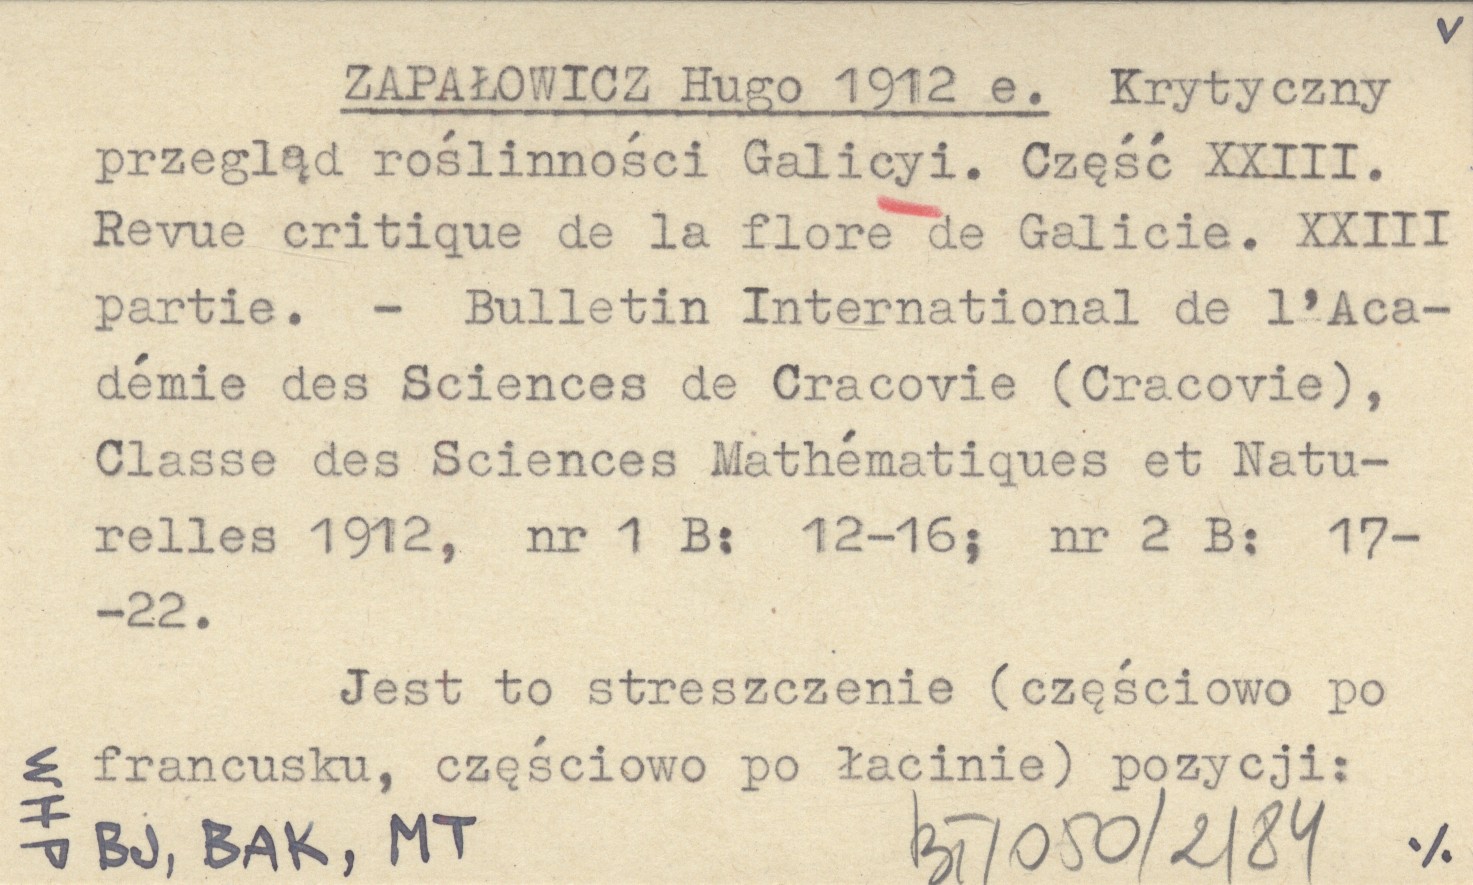 v
ZAPAŁOWICZ Hugo 1912 e. Krytyczny
przegląd roślinności Galicyi. Część XXIII.
Revue critique de la flore de Galicie. XXIII
partie. - Bulletin International de l'Aca-
démie des Sciences de Cracovie (Cracovie),
Classe des Sciences Mathématiques et Natu-
relles 1912, nr 1 B: 12-16; nr 2 B: 17-
-22.
Jest to streszczenie (częściowo po
francusku, częściowo po łacinie) pozycji:
BJ, BAK, MT
/050/2/84
·/.